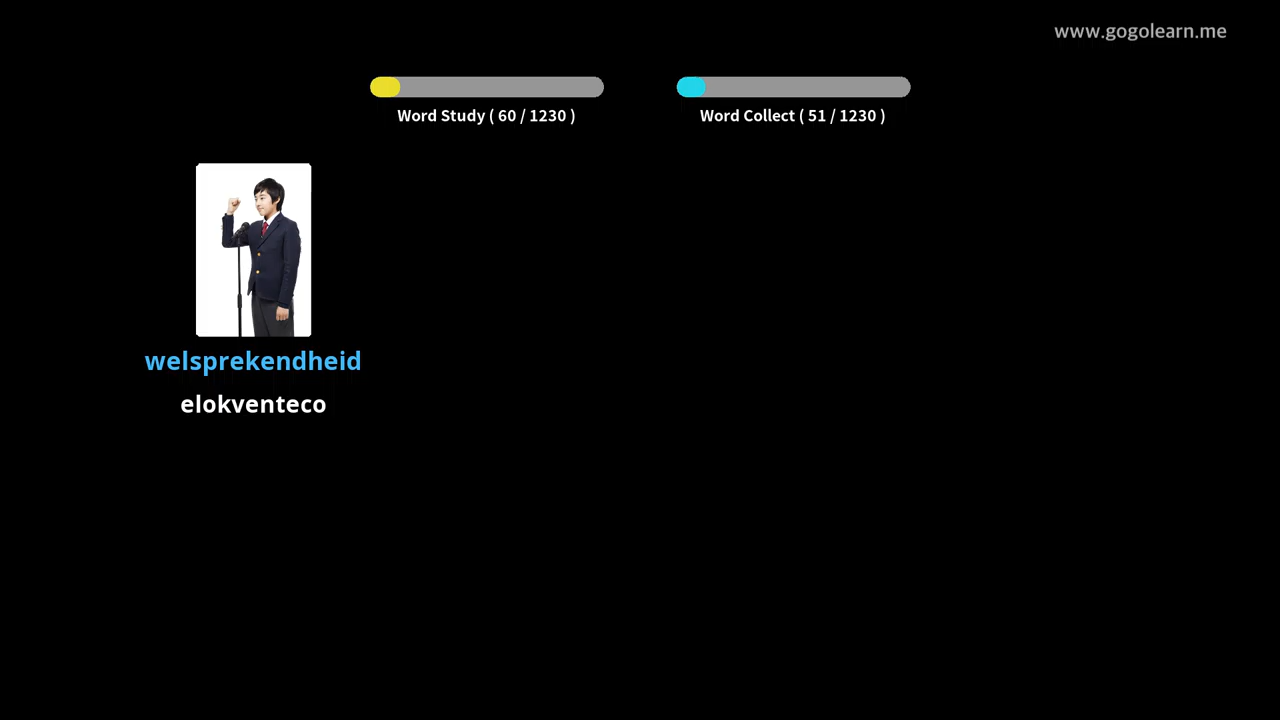 www.gogolearn.me
Word Study ( 60 / 1230 )
Word Collect ( 51 / 1230 )
welsprekendheid
elokventeco